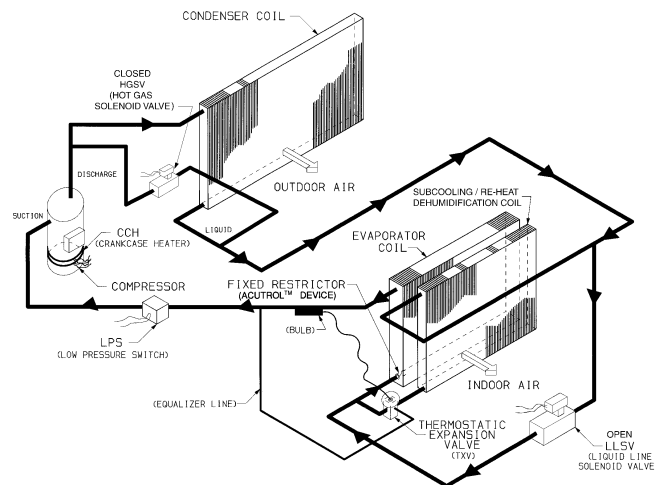 CONDENSER COIL
CLOSED
HGSV
(HOT GAS
SOLENOID VALVE)
DISCHARGE
OUTDOOR AIR
SUCTION
LIQUID
SUBCOOLING / RE-HEAT
DEHUMIDIFICATION COIL
EVAPORATOR
COIL
CCH
(CRANKCASE HEATER)
COMPRESSOR
FIXED RESTRICTOR
(ACUTROL™ DEVICE)
LPS
(LOW PRESSURE SWITCH)
(BULB)
INDOOR AIR
(EQUALIZER LINE)
THERMOSTATIC
EXPANSION
VALVE
(TXV)
OPEN
LLSV
(LIQUID LINE
SOLENOID VALVE